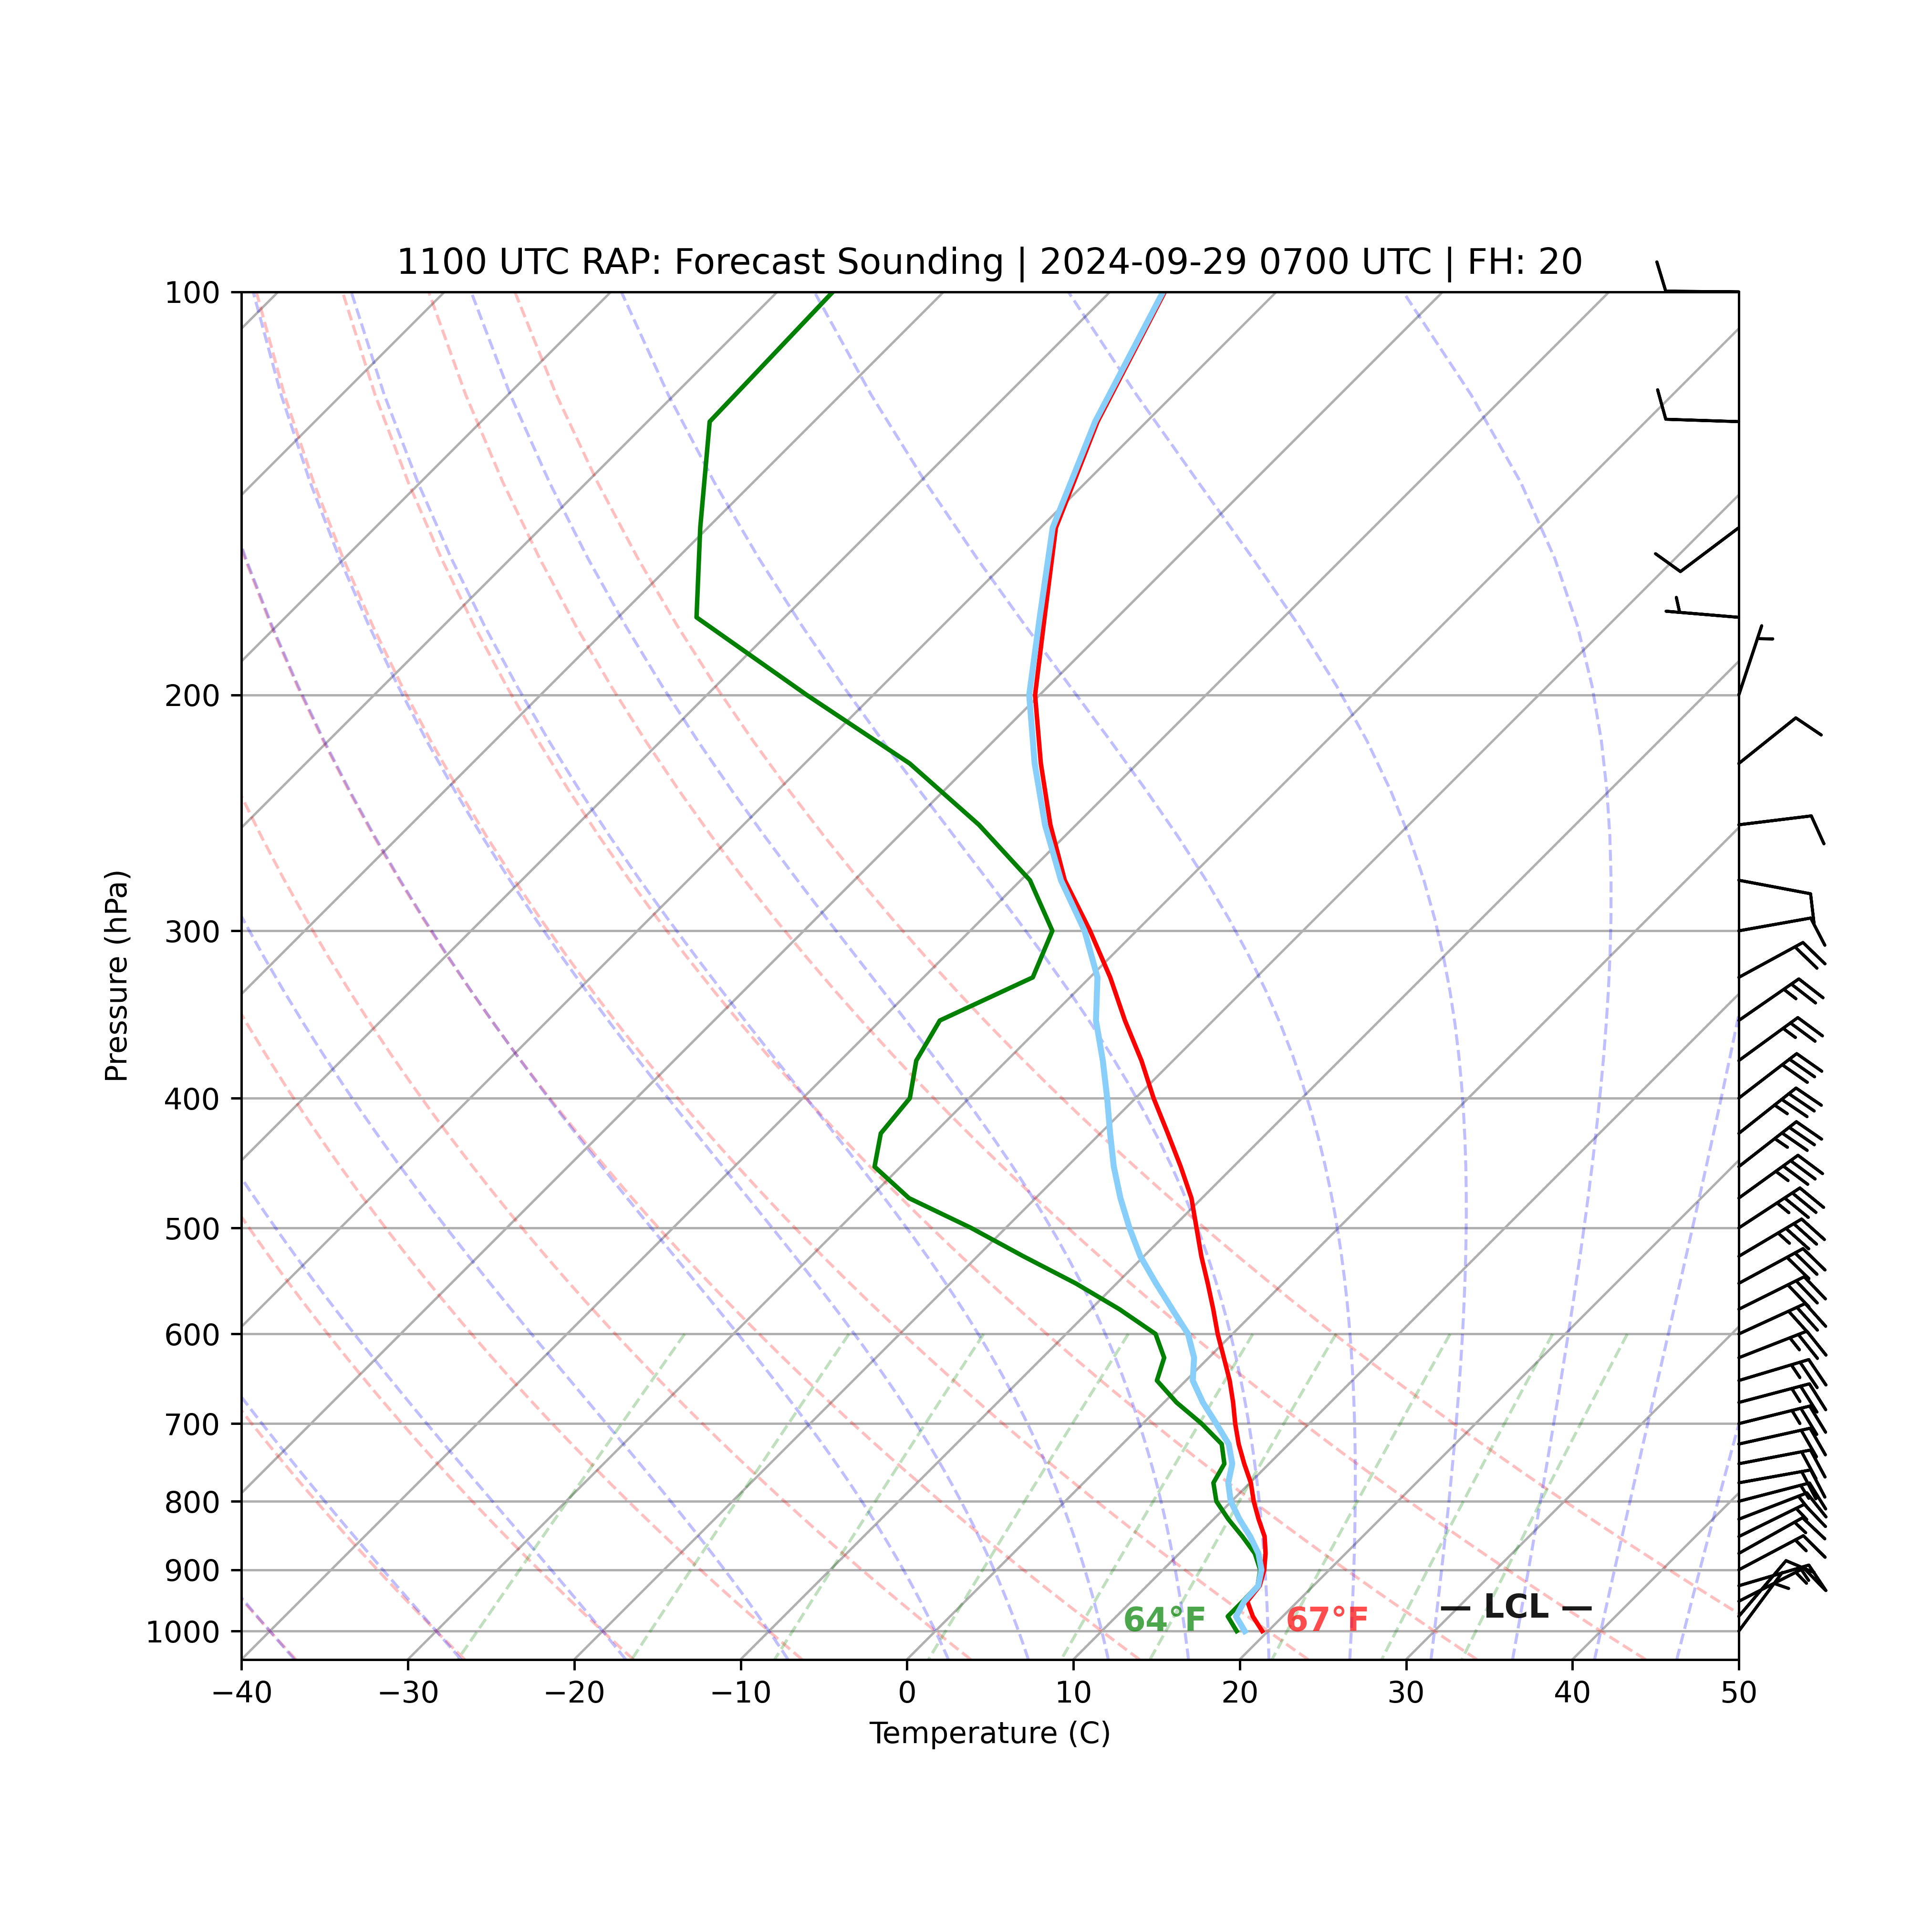 1100 UTC RAP: Forecast Sounding | 2024-09-29 0700 UTC | FH: 20
100
200
300
400
500
600
700
800
900
1000
Pressure (hPa)
64°F 67°F — LCL —
−40 −30 −20 −10 0 10 20 30 40 50
Temperature (C)